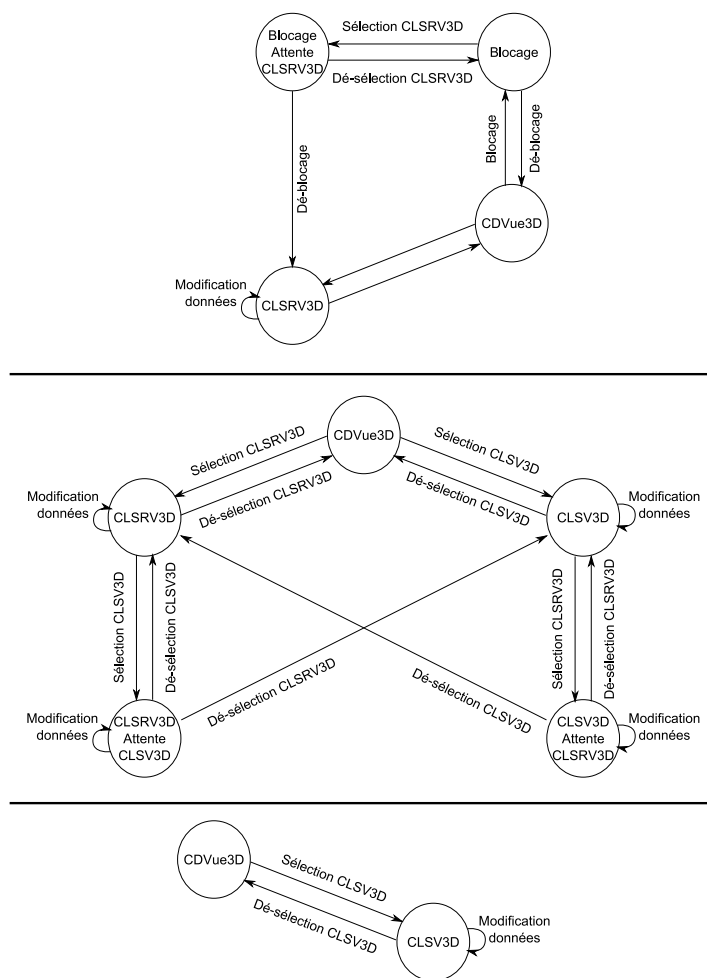 Sélection CLSRV3D
Blocage
Attente
CLSRV3D
Blocage
Dé-sélection CLSRV3D
Dé-blocage
Blocage
Dé-blocage
CDVue3D
Modification
données
CLSRV3D
CDVue3D
Sélection CLSRV3D
Sélection CLSV3D
Dé-sélection CLSRV3D
Dé-sélection CLSV3D
Modification
données
CLSRV3D
CLSV3D
Modification
données
Sélection CLSV3D
Dé-sélection CLSV3D
Sélection CLSRV3D
Dé-sélection CLSRV3D
Dé-sélection CLSRV3D
Dé-sélection CLSV3D
Modification
données
CLSRV3D
Attente
CLSV3D
CLSV3D
Attente
CLSRV3D
Modification
données
CDVue3D
Sélection CLSV3D
Dé-sélection CLSV3D
CLSV3D
Modification
données